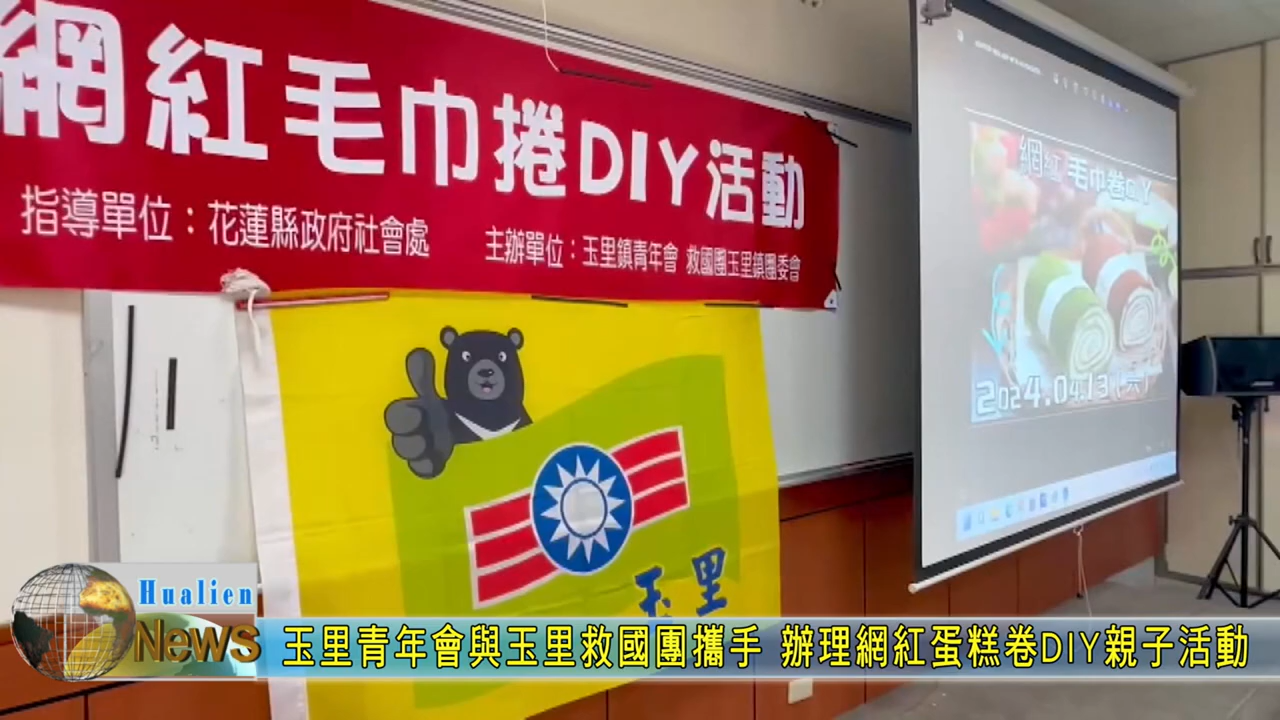 網紅毛巾捲DIY活動
指導單位：花蓮縣政府社會處 主辦單位：玉里鎮青年會 救國團玉里鎮團委會
網紅 毛巾卷DIY
2024.04.13(六)
玉里
Hualien
News
玉里青年會與玉里救國團攜手 辦理網紅蛋糕卷DIY親子活動